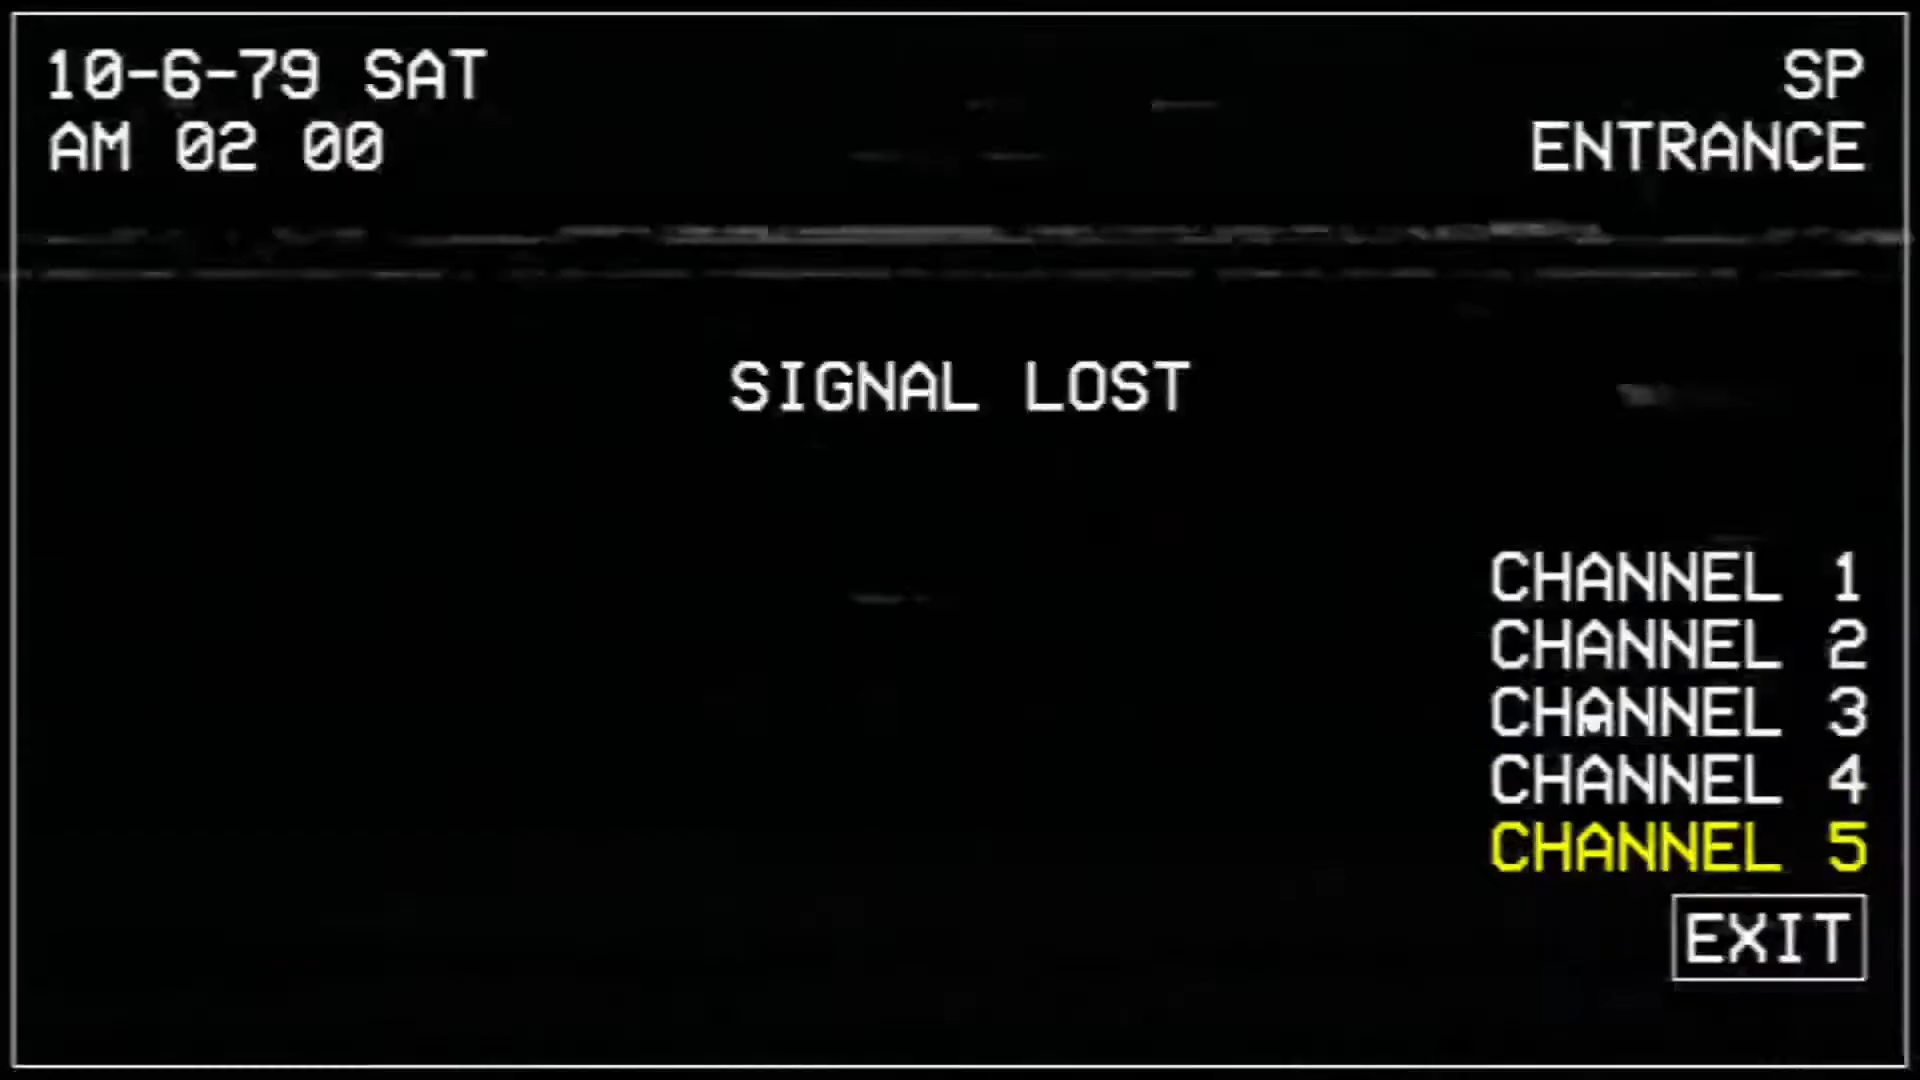 10-6-79 SAT
AM 02 00
SP
ENTRANCE
SIGNAL LOST
CHANNEL 1
CHANNEL 2
CHANNEL 3
CHANNEL 4
CHANNEL 5
EXIT